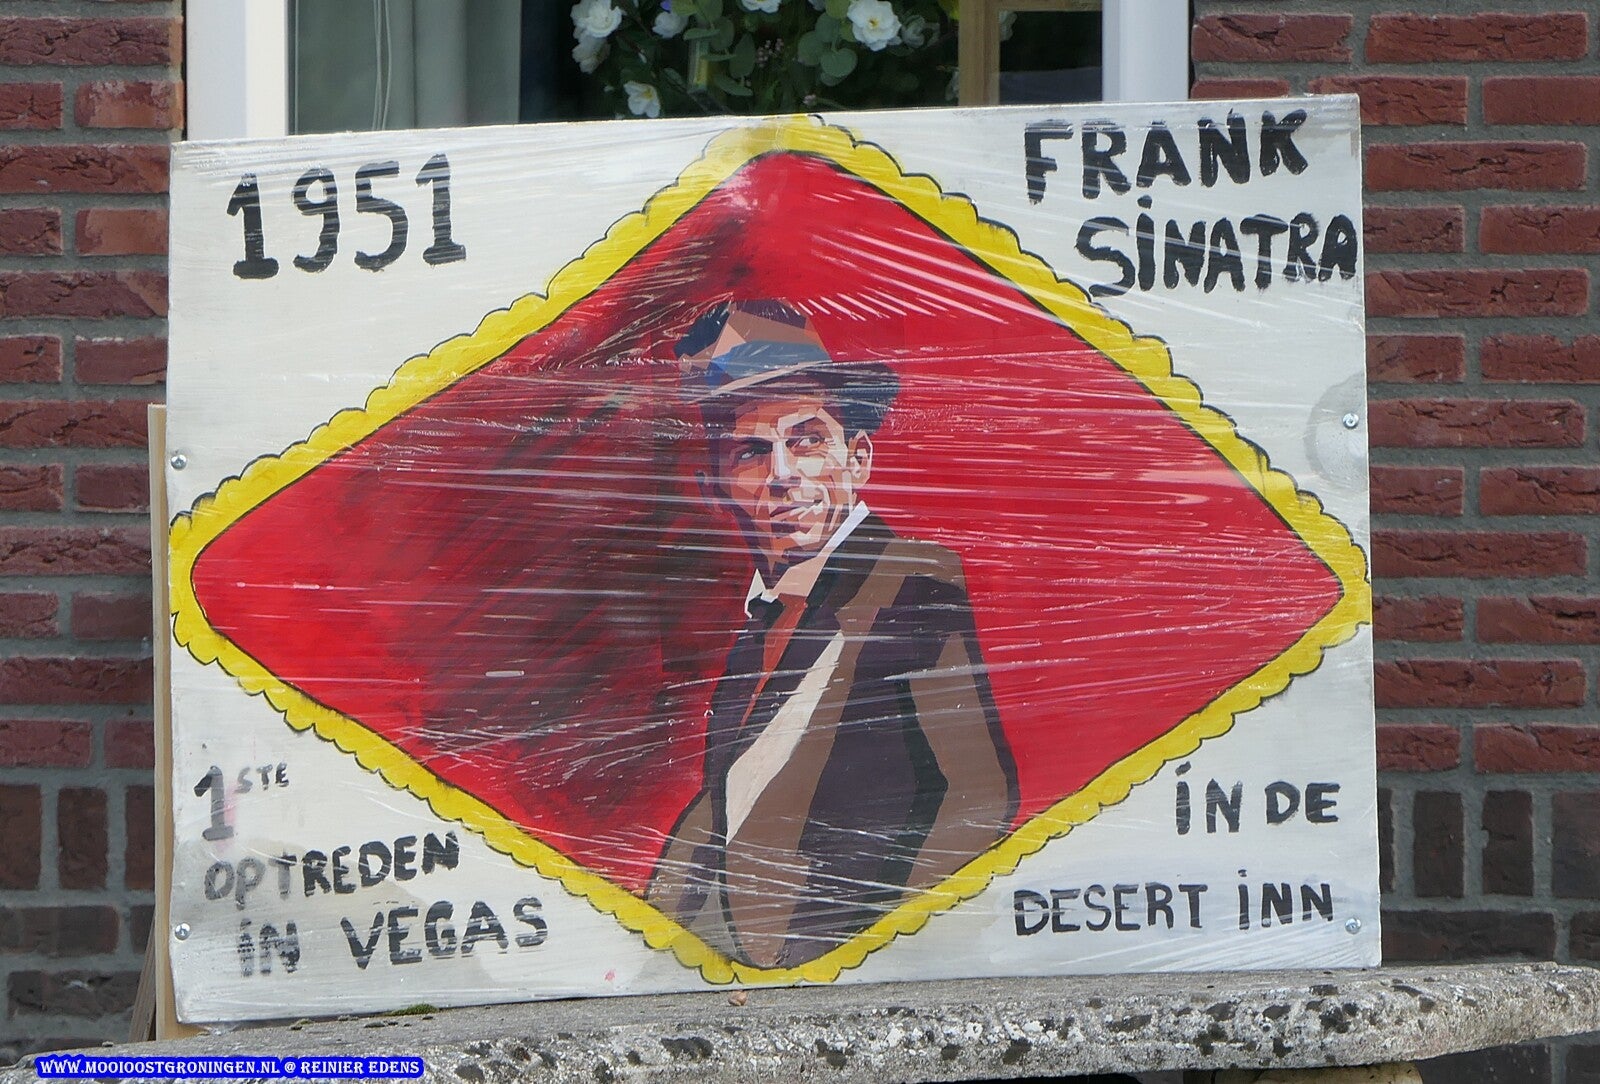 1951
FRANK
SINATRA
1STE
OPTREDEN
IN VEGAS
IN DE
DESERT INN
WWW.MOOIOOSTGRONINGEN.NL @ REINIER EDENS